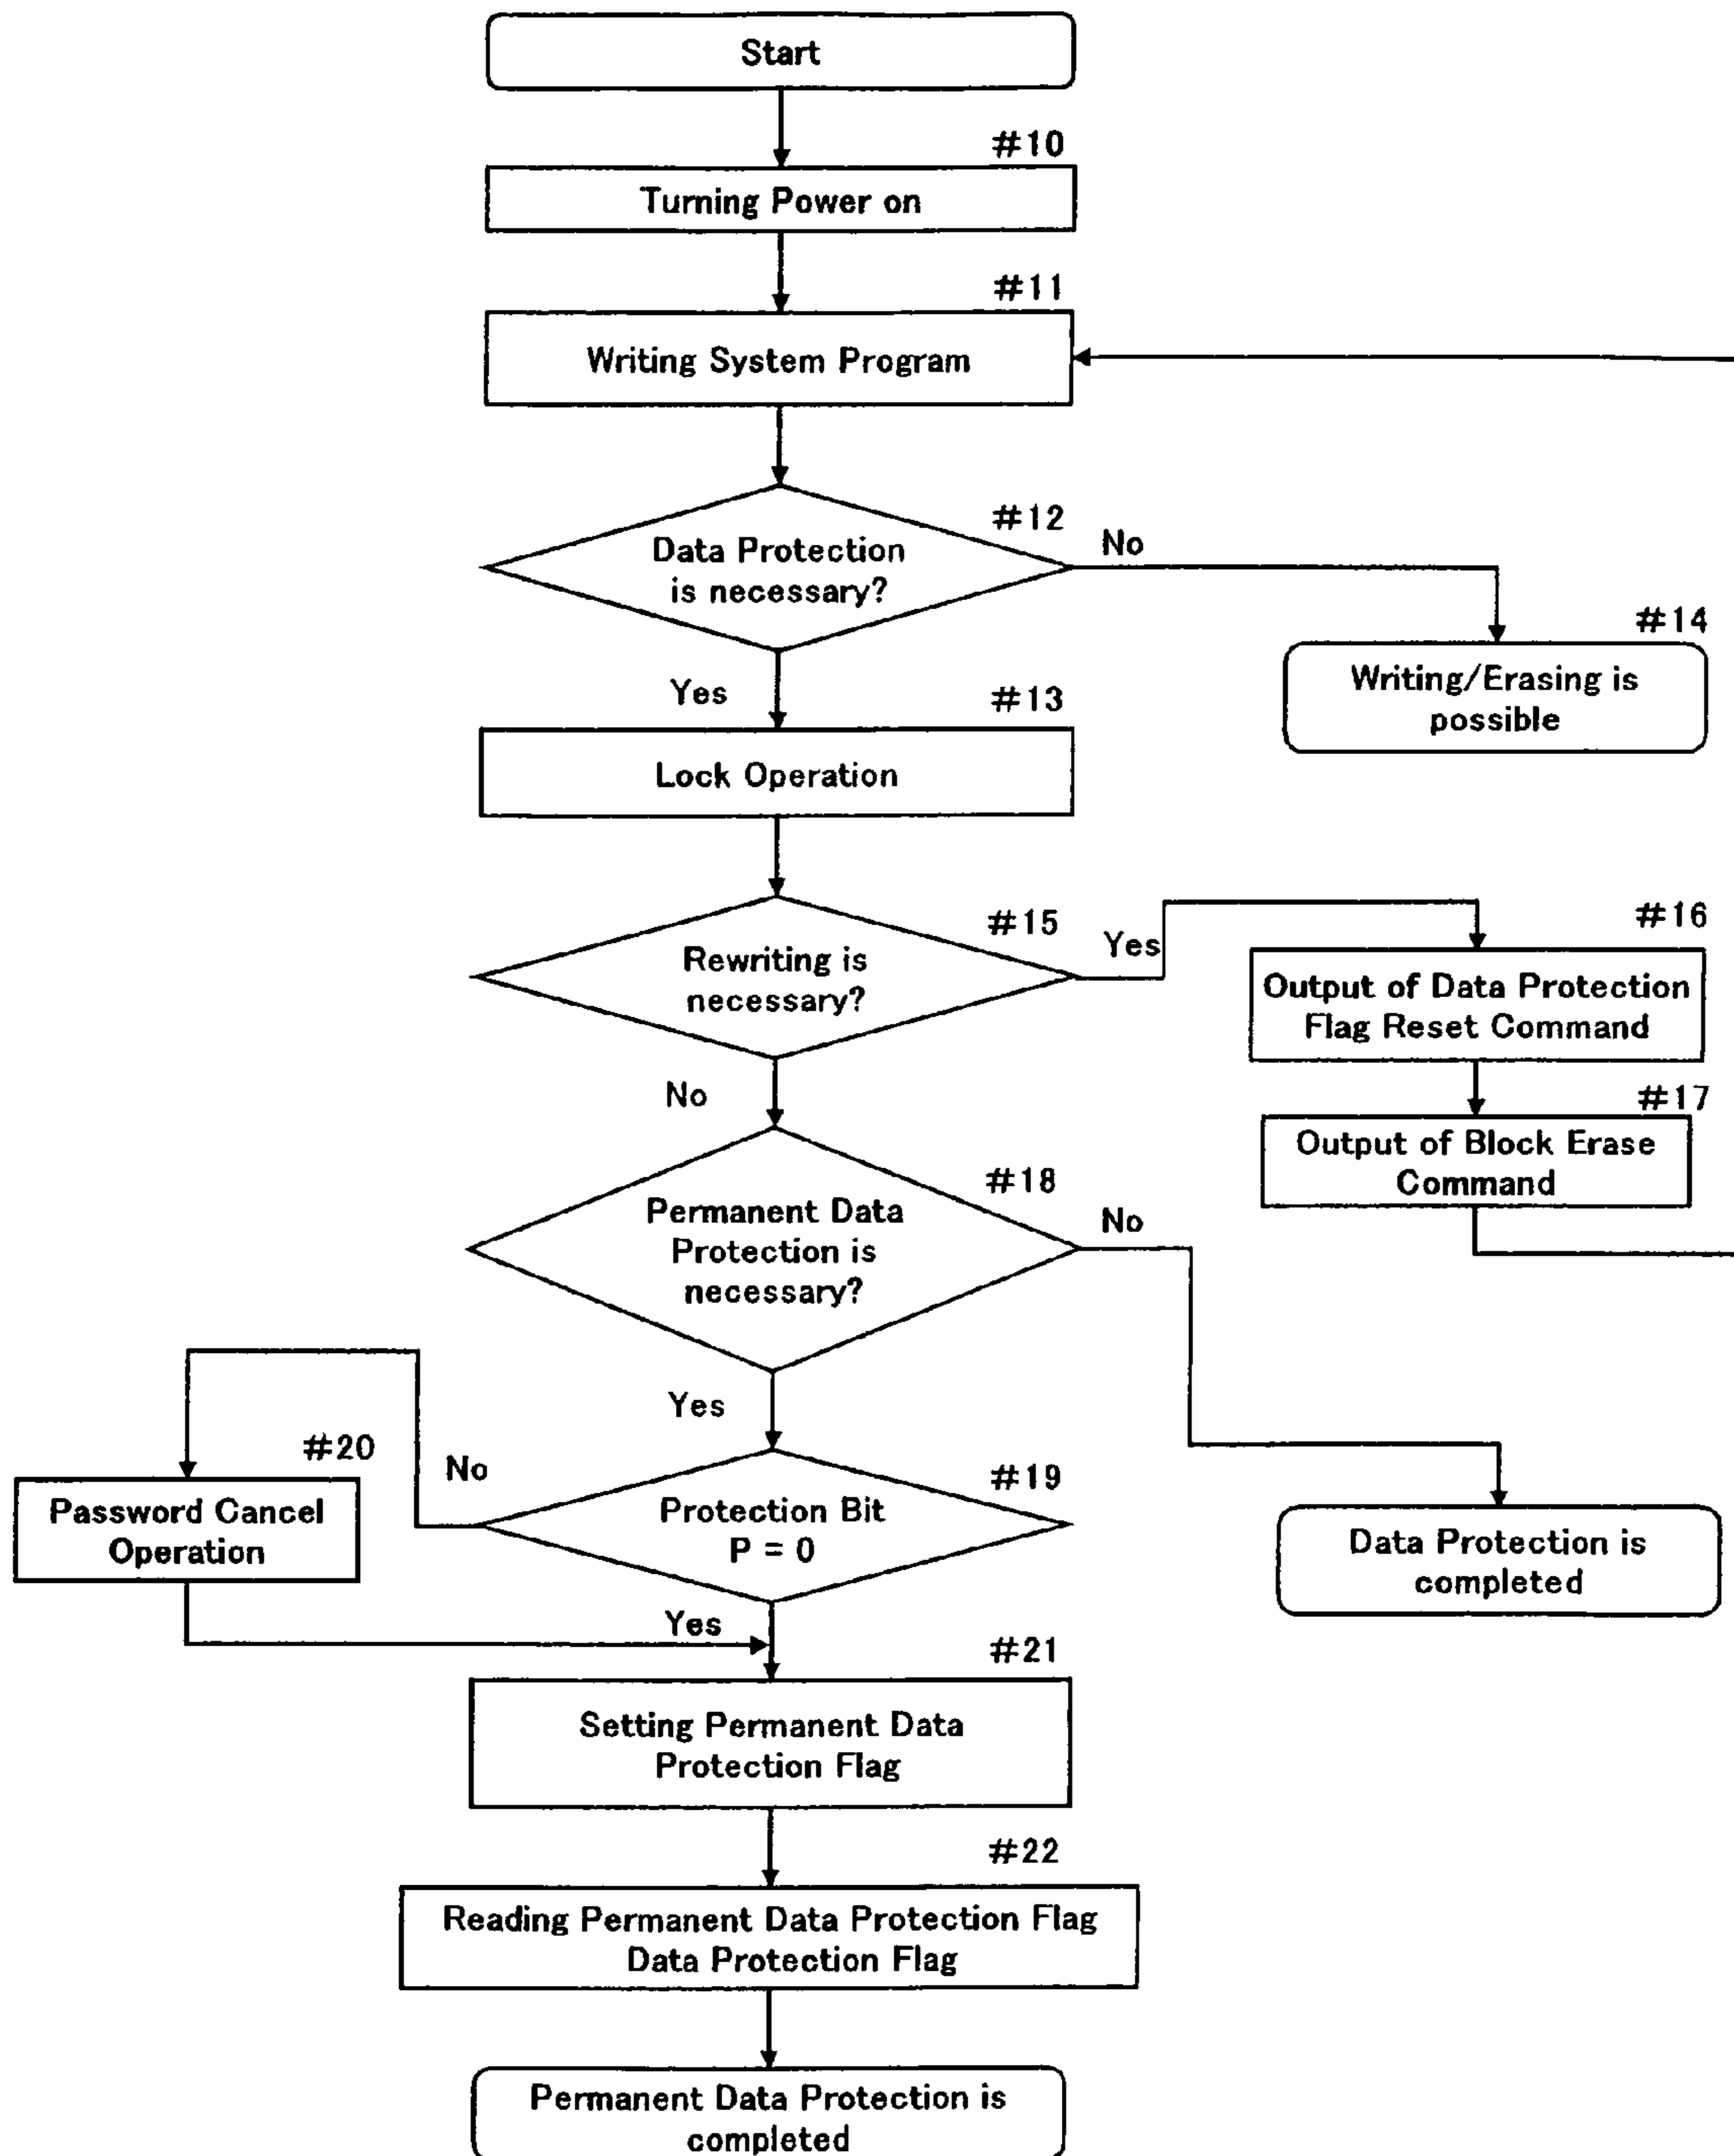 Start
#10
Turning Power on
#11
Writing System Program
#12
Data Protection
is necessary?
No
#14
Writing/Erasing is
possible
Yes
#13
Lock Operation
#15
Rewriting is
necessary?
Yes
#16
Output of Data Protection
Flag Reset Command
No
#17
Output of Block Erase
Command
#18
Permanent Data
Protection is
necessary?
No
Yes
#20
Password Cancel
Operation
No
#19
Protection Bit
P = 0
Data Protection is
completed
Yes
#21
Setting Permanent Data
Protection Flag
#22
Reading Permanent Data Protection Flag
Data Protection Flag
Permanent Data Protection is
completed